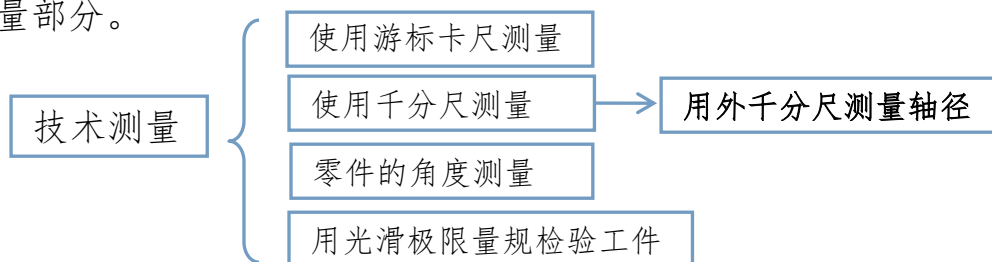 量部分。
使用游标卡尺测量
技术测量
使用千分尺测量
用外千分尺测量轴径
零件的角度测量
用光滑极限量规检验工件